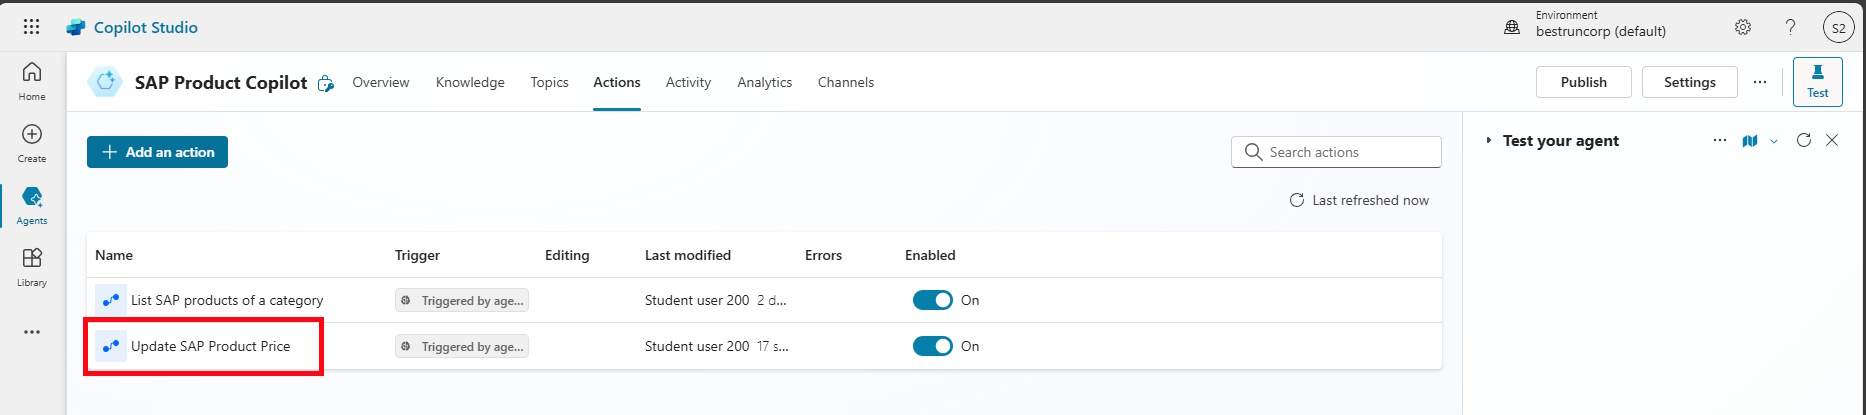 Copilot Studio
Environment
bestruncorp (default)
?
S2
Home
Create
Agents
Library
SAP Product Copilot
Overview
Knowledge
Topics
Actions
Activity
Analytics
Channels
Publish
Settings
Test
Add an action
Search actions
Last refreshed now
Name Trigger Editing Last modified Errors Enabled
List SAP products of a category Triggered by age... Student user 200 2 d... On
Update SAP Product Price Triggered by age... Student user 200 17 s... On
Test your agent